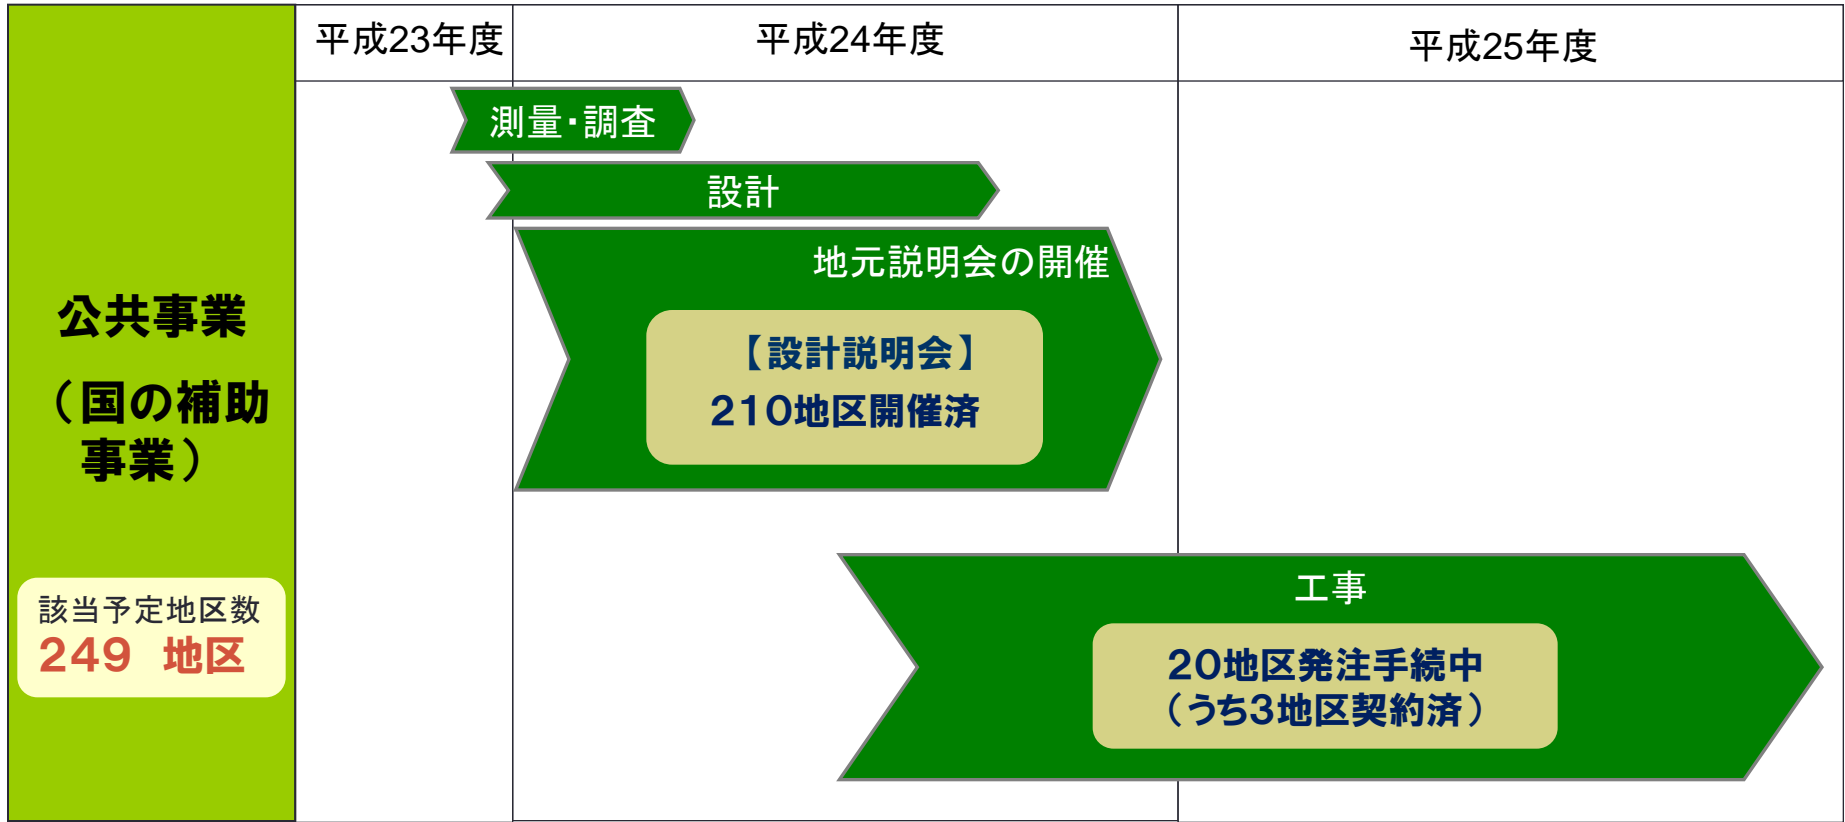 平成23年度
平成24年度
平成25年度
公共事業
（国の補助
事業）
該当予定地区数
249 地区
測量・調査
設計
地元説明会の開催
【設計説明会】
210地区開催済
工事
20地区発注手続中
（うち3地区契約済）